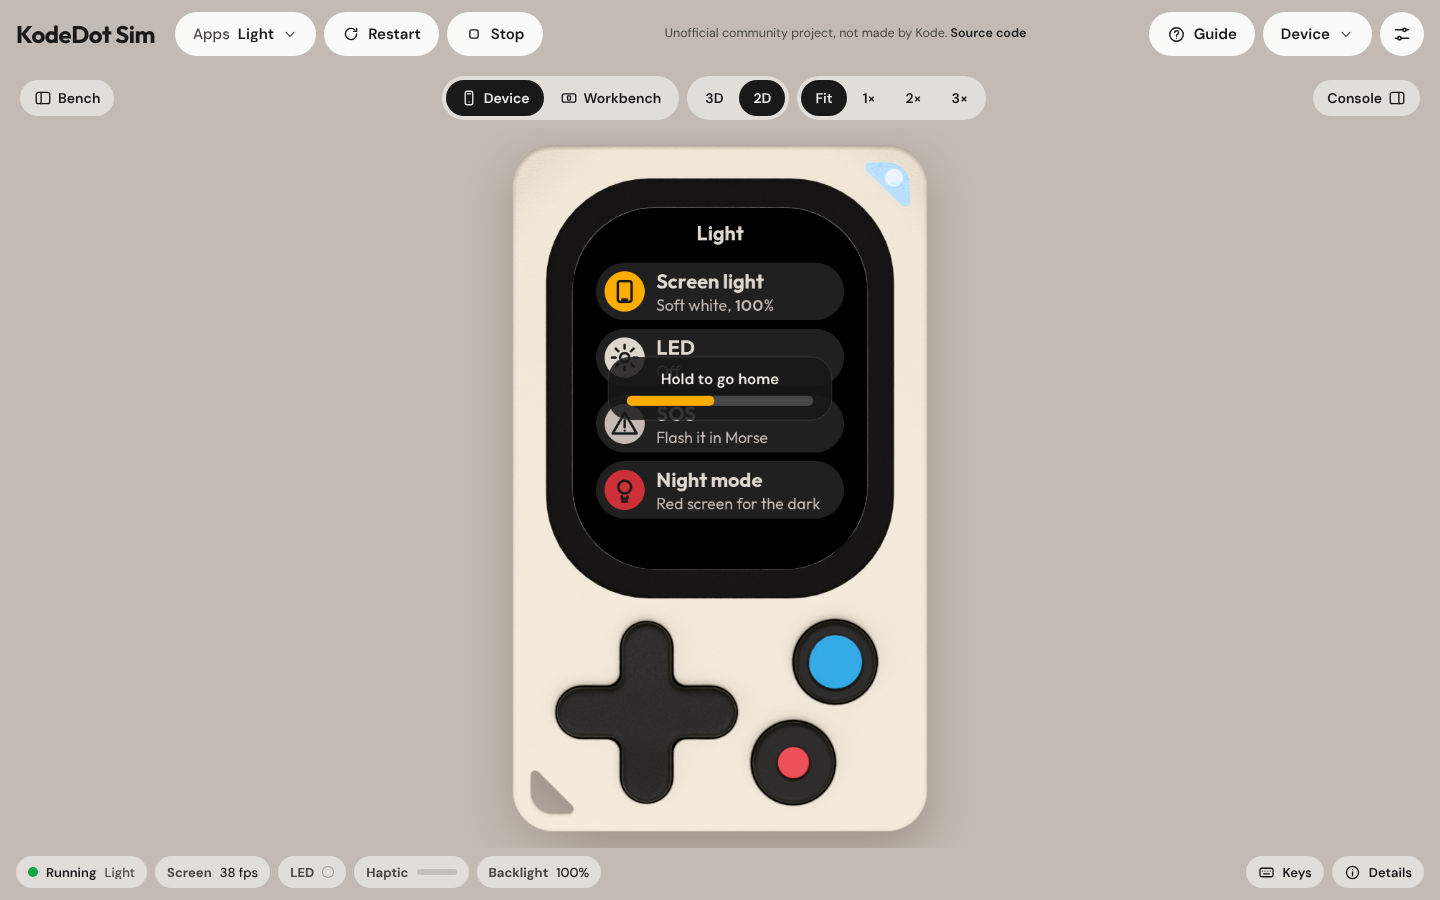 KodeDot Sim
Apps Light
Restart
Stop
Unofficial community project, not made by Kode. Source code
Guide
Device
Bench
Device
Workbench
3D
2D
Fit
1×
2×
3×
Console
Light
Screen light
Soft white, 100%
LED
Off
Hold to go home
SOS
Flash it in Morse
Night mode
Red screen for the dark
Running Light
Screen 38 fps
LED
Haptic
Backlight 100%
Keys
Details